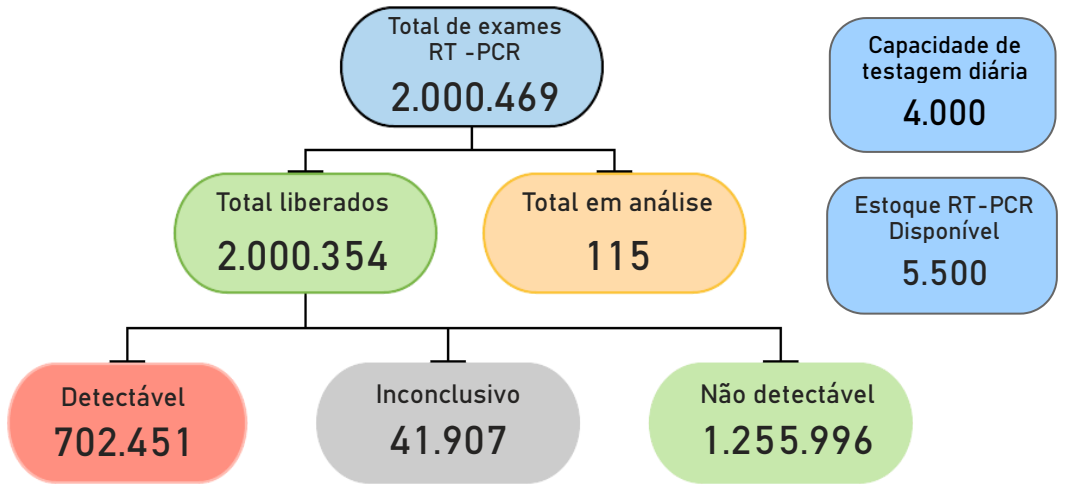 Total de exames
RT -PCR
2.000.469
Capacidade de
testagem diária
4.000
Total liberados
2.000.354
Total em análise
115
Estoque RT-PCR
Disponível
5.500
Detectável
702.451
Inconclusivo
41.907
Não detectável
1.255.996